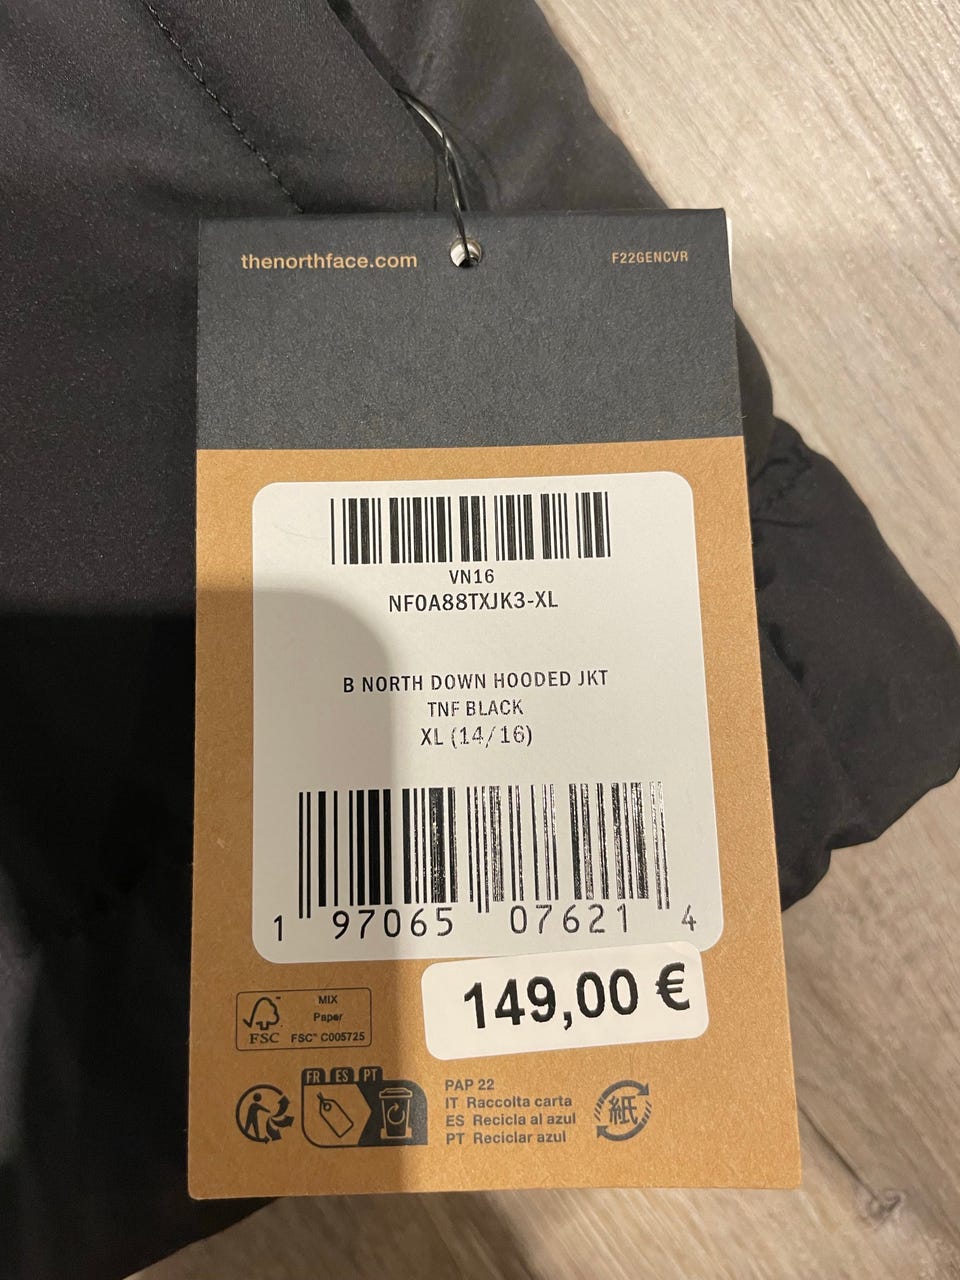 thenorthface.com
F22GENCVR
VN16
NF0A88TXJK3-XL
B NORTH DOWN HOODED JKT
TNF BLACK
XL (14/16)
1 97065 07621 4
149,00 €
FSC™
MIX
Paper
FSC™ C005725
FR ES PT
PAP 22
IT Raccolta carta
ES Recicla al azul
PT Reciclar azul
紙